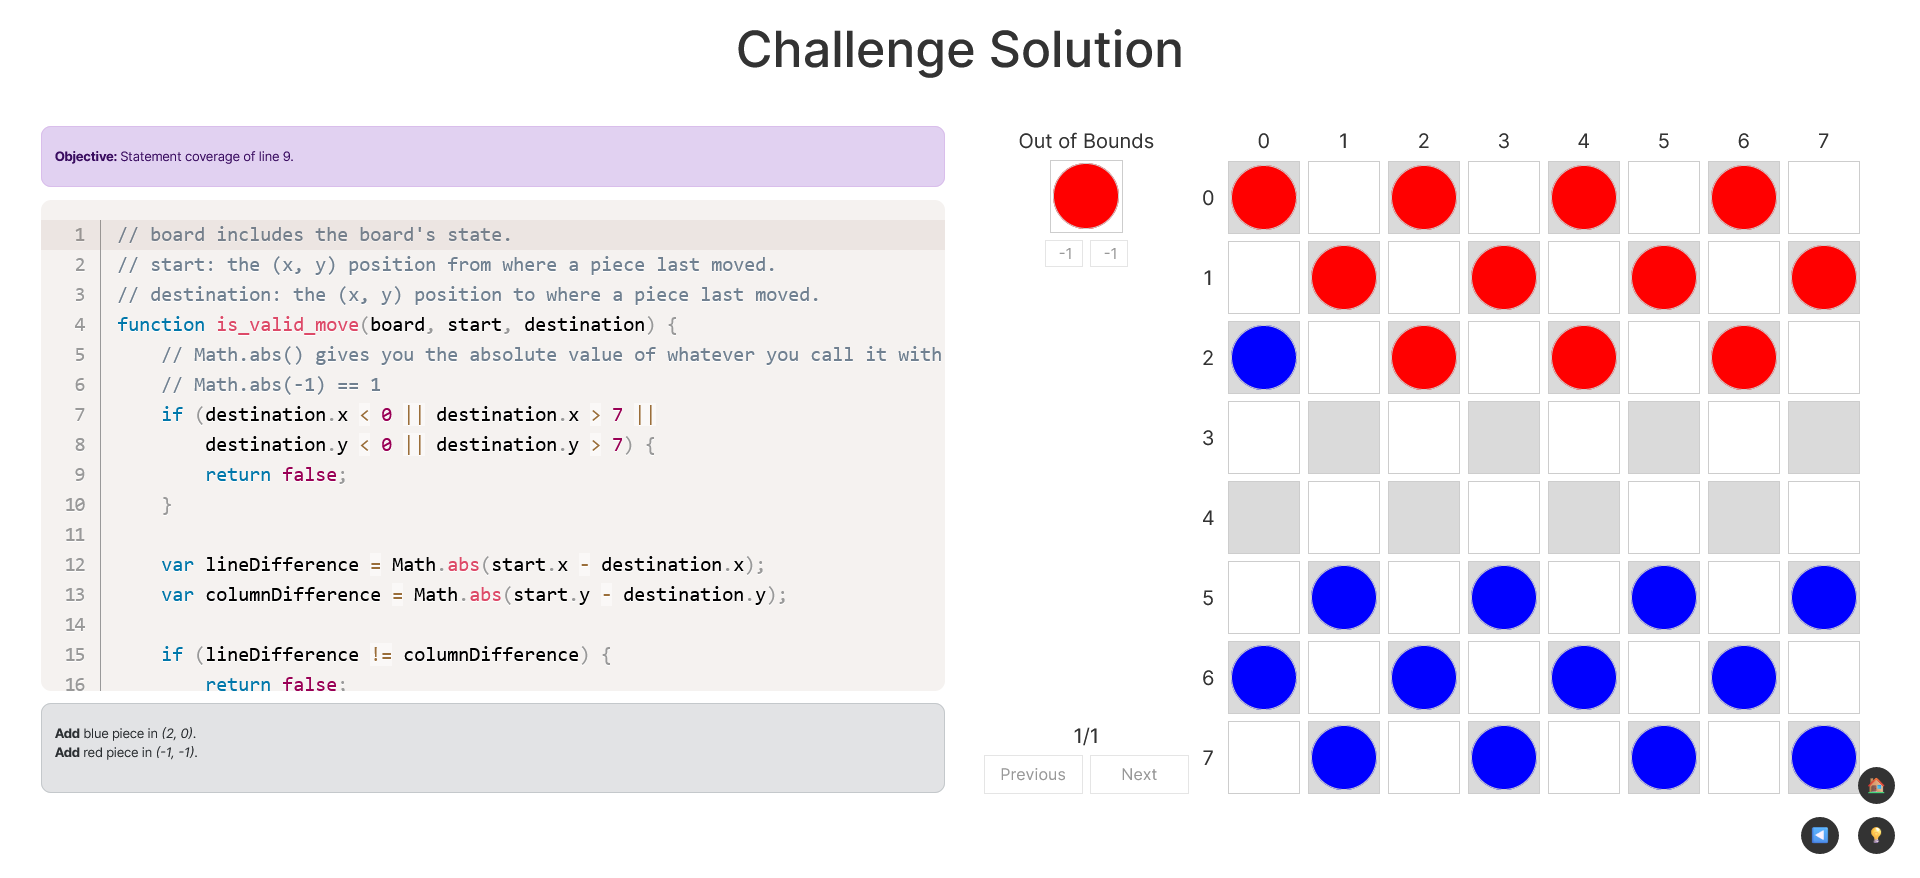 Challenge Solution
Objective: Statement coverage of line 9.
1 // board includes the board's state.
2 // start: the (x, y) position from where a piece last moved.
3 // destination: the (x, y) position to where a piece last moved.
4 function is_valid_move(board, start, destination) {
5 // Math.abs() gives you the absolute value of whatever you call it with
6 // Math.abs(-1) == 1
7 if (destination.x < 0 || destination.x > 7 ||
8 destination.y < 0 || destination.y > 7) {
9 return false;
10 }
11
12 var lineDifference = Math.abs(start.x - destination.x);
13 var columnDifference = Math.abs(start.y - destination.y);
14
15 if (lineDifference != columnDifference) {
16 return false;
Add blue piece in (2, 0).
Add red piece in (-1, -1).
Out of Bounds
-1 -1
1/1
Previous Next
0 1 2 3 4 5 6 7
0
1
2
3
4
5
6
7